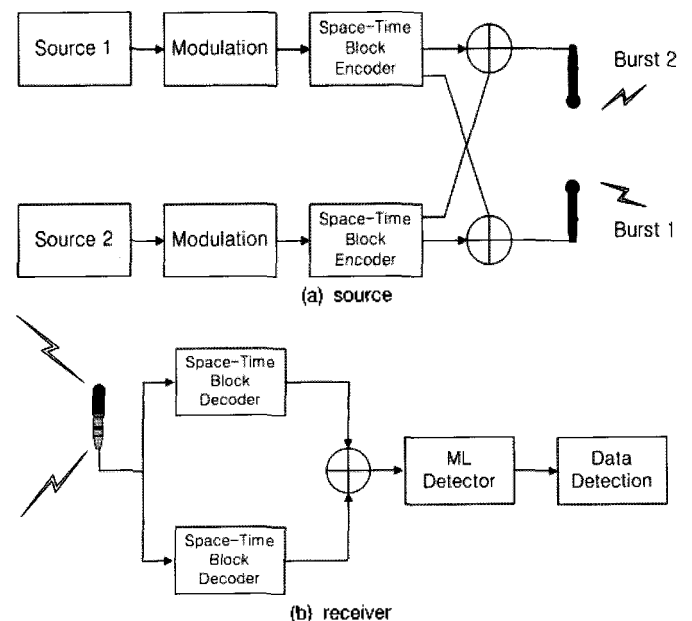 Source 1
Modulation
Space-Time
Block
Encoder
Burst 2
Source 2
Modulation
Space-Time
Block
Encoder
Burst 1
(a) source
Space-Time
Block
Decoder
ML
Detector
Data
Detection
Space-Time
Block
Decoder
(b) receiver